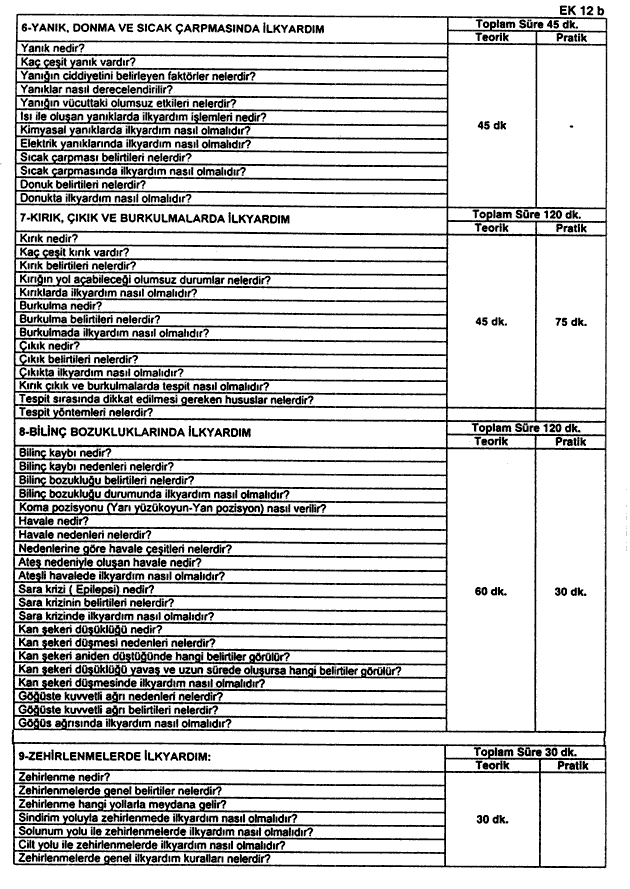 EK 12 b
6-YANIK, DONMA VE SICAK ÇARPMASINDA İLKYARDIM
Toplam Süre 45 dk.
Teorik Pratik
Yanık nedir?
Kaç çeşit yanık vardır?
Yanığın ciddiyetini belirleyen faktörler nelerdir?
Yanıklar nasıl derecelendirilir?
Yanığın vücuttaki olumsuz etkileri nelerdir?
Isı ile oluşan yanıklarda ilkyardım işlemleri nedir?
Kimyasal yanıklarda ilkyardım nasıl olmalıdır?
Elektrik yanıklarında ilkyardım nasıl olmalıdır?
Sıcak çarpması belirtileri nelerdir?
Sıcak çarpmasında ilkyardım nasıl olmalıdır?
Donuk belirtileri nelerdir?
Donukta ilkyardım nasıl olmalıdır?
45 dk -
7-KIRIK, ÇIKIK VE BURKULMALARDA İLKYARDIM
Toplam Süre 120 dk.
Teorik Pratik
Kırık nedir?
Kaç çeşit kırık vardır?
Kırık belirtileri nelerdir?
Kırığın yol açabileceği olumsuz durumlar nelerdir?
Kırıklarda ilkyardım nasıl olmalıdır?
Burkulma nedir?
Burkulma belirtileri nelerdir?
Burkulmada ilkyardım nasıl olmalıdır?
Çıkık nedir?
Çıkık belirtileri nelerdir?
Çıkıkta ilkyardım nasıl olmalıdır?
Kırık çıkık ve burkulmalarda tespit nasıl olmalıdır?
Tespit sırasında dikkat edilmesi gereken hususlar nelerdir?
Tespit yöntemleri nelerdir?
45 dk. 75 dk.
8-BİLİNÇ BOZUKLUKLARINDA İLKYARDIM
Toplam Süre 120 dk.
Teorik Pratik
Bilinç kaybı nedir?
Bilinç kaybı nedenleri nelerdir?
Bilinç bozukluğu belirtileri nelerdir?
Bilinç bozukluğu durumunda ilkyardım nasıl olmalıdır?
Koma pozisyonu (Yarı yüzükoyun-Yan pozisyon) nasıl verilir?
Havale nedir?
Havale nedenleri nelerdir?
Nedenlerine göre havale çeşitleri nelerdir?
Ateş nedeniyle oluşan havale nedir?
Ateşli havalede ilkyardım nasıl olmalıdır?
Sara krizi ( Epilepsi) nedir?
Sara krizinin belirtileri nelerdir?
Sara krizinde ilkyardım nasıl olmalıdır?
Kan şekeri düşüklüğü nedir?
Kan şekeri düşmesi nedenleri nelerdir?
Kan şekeri aniden düştüğünde hangi belirtiler görülür?
Kan şekeri düşüklüğü yavaş ve uzun sürede oluşursa hangi belirtiler görülür?
Kan şekeri düşmesinde ilkyardım nasıl olmalıdır?
Göğüste kuvvetli ağrı nedenleri nelerdir?
Göğüste kuvvetli ağrı belirtileri nelerdir?
Göğüs ağrısında ilkyardım nasıl olmalıdır?
60 dk. 30 dk.
9-ZEHİRLENMELERDE İLKYARDIM:
Toplam Süre 30 dk.
Teorik Pratik
Zehirlenme nedir?
Zehirlenmelerde genel belirtiler nelerdir?
Zehirlenme hangi yollarla meydana gelir?
Sindirim yoluyla zehirlenmede ilkyardım nasıl olmalıdır?
Solunum yolu ile zehirlenmelerde ilkyardım nasıl olmalıdır?
Cilt yolu ile zehirlenmelerde ilkyardım nasıl olmalıdır?
Zehirlenmelerde genel ilkyardım kuralları nelerdir?
30 dk.